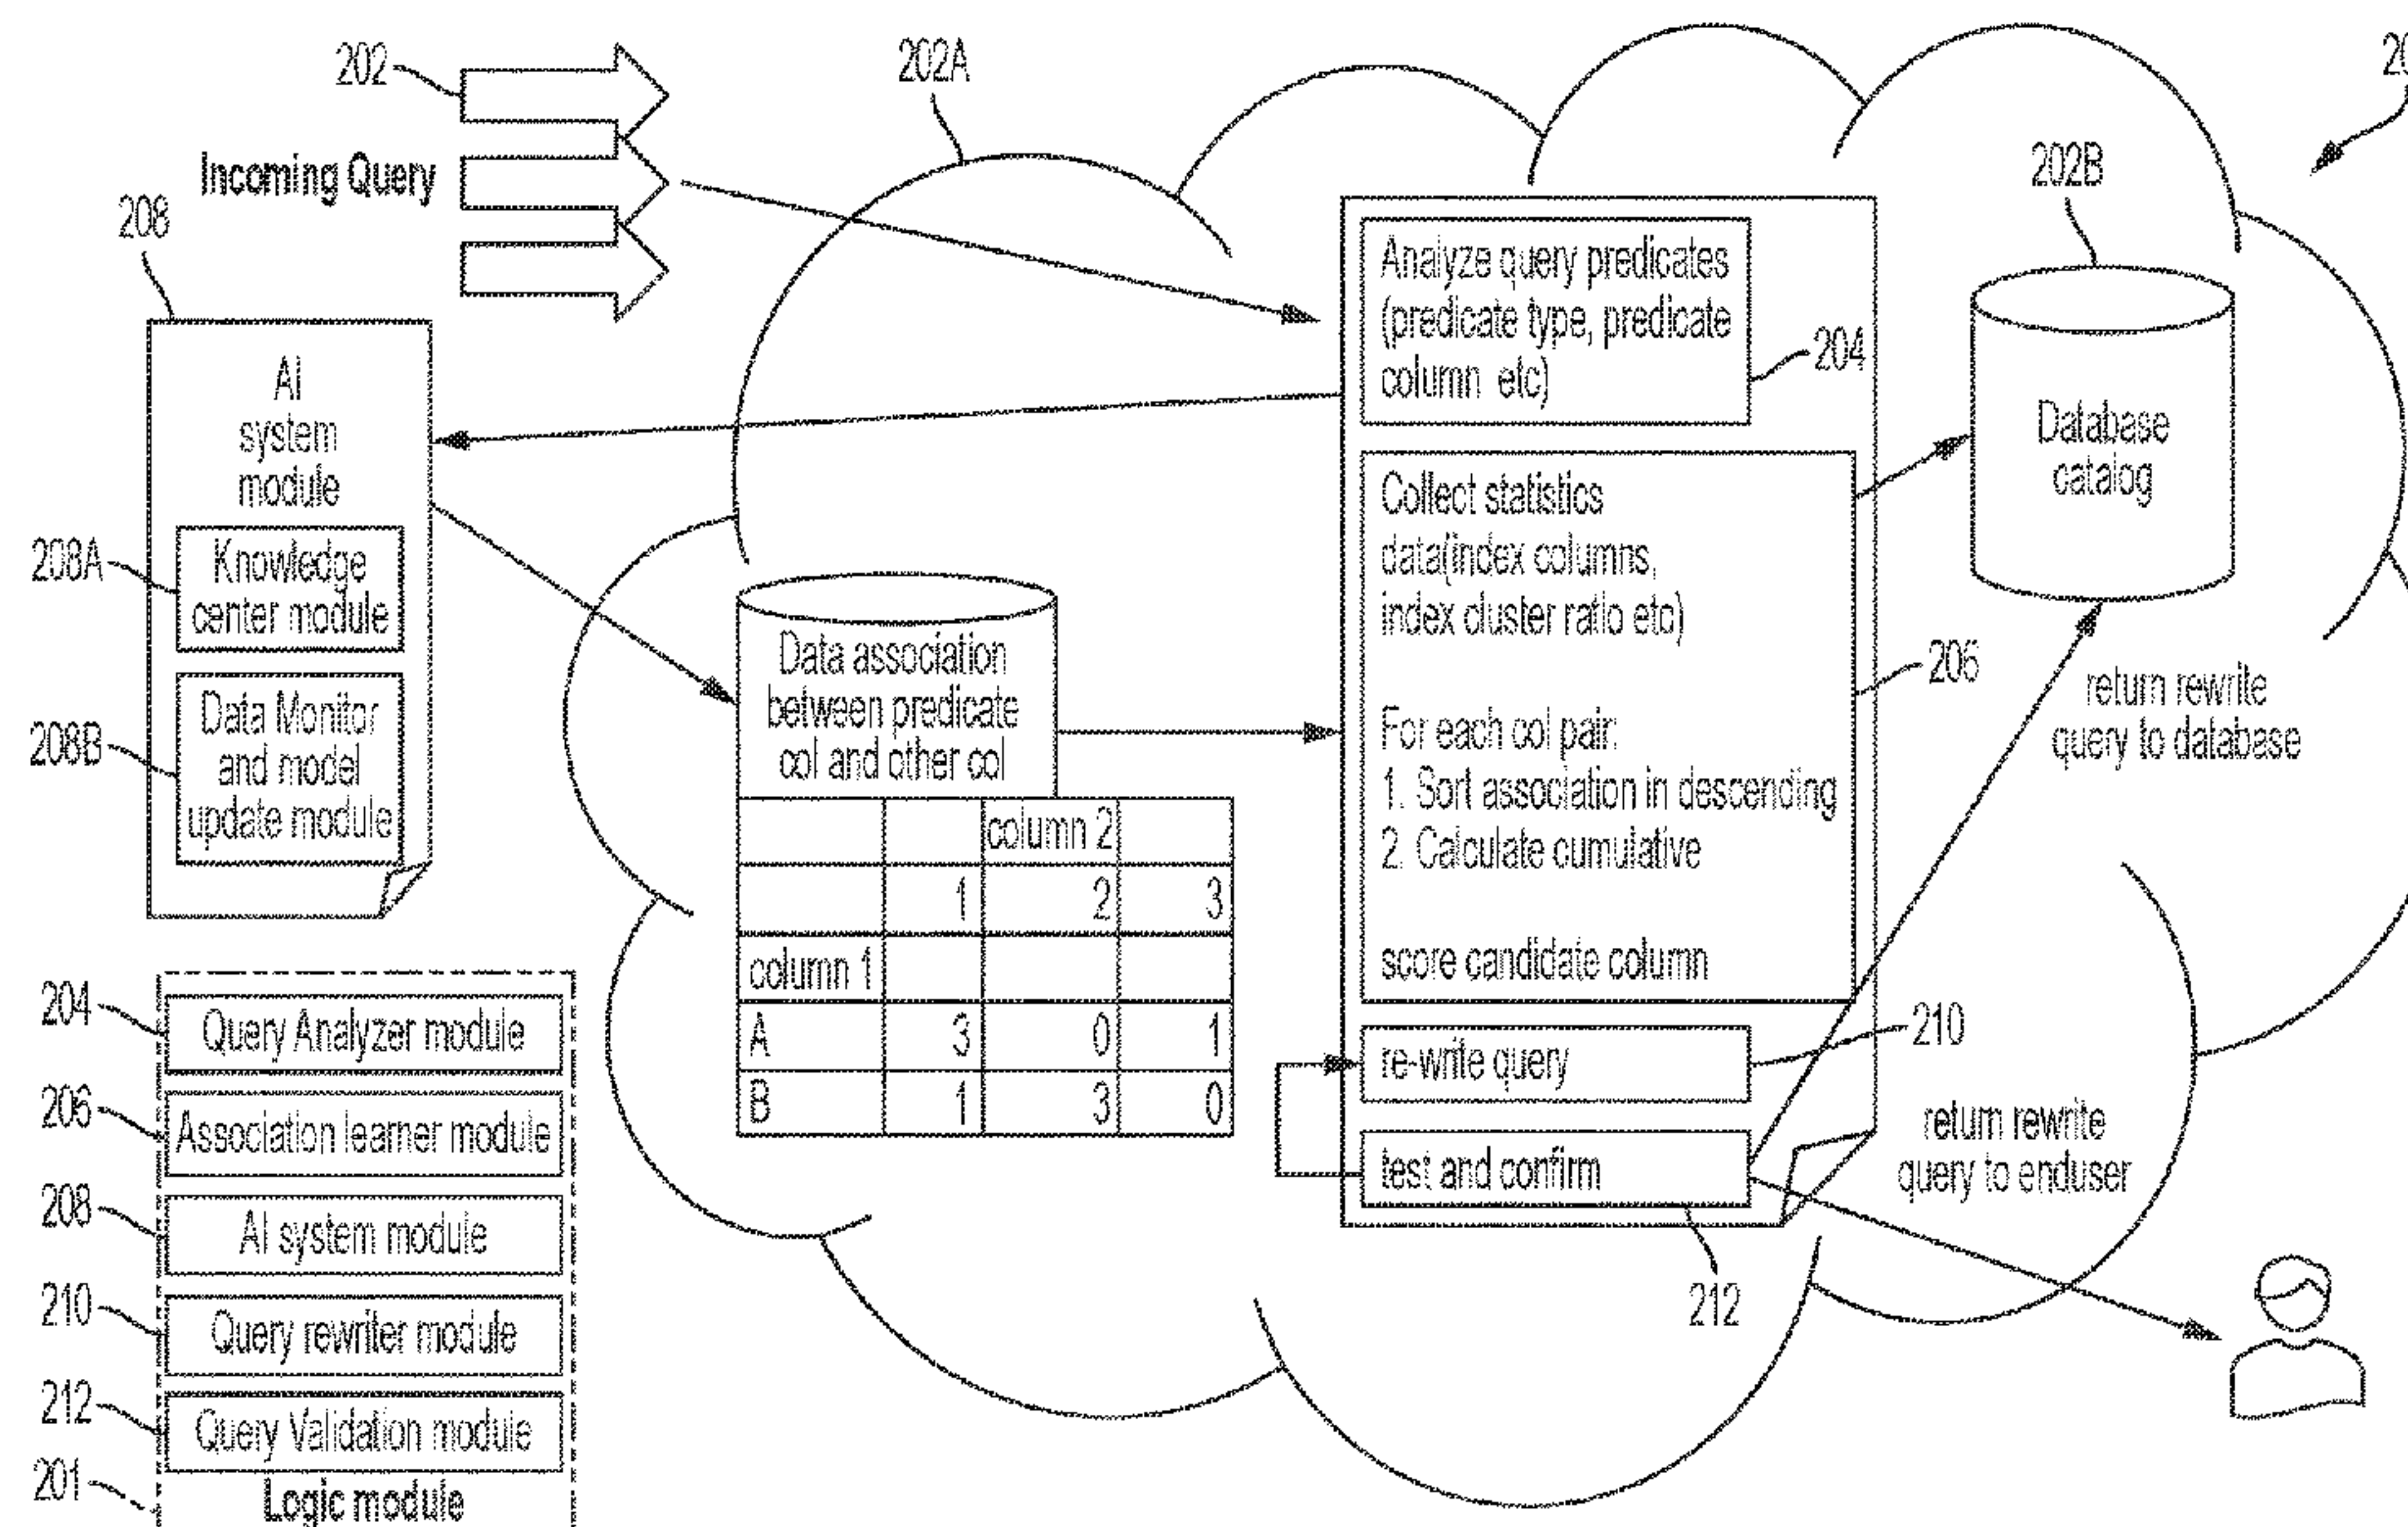 202
202A
20
Incoming Query
202B
208
Analyze query predicates
(predicate type, predicate
column etc)
204
AI
system
module
Database
catalog
Collect statistics
data(index columns,
index cluster ratio etc)
208A
Knowledge
center module
Data association
between predicate
col and other col
206
return rewrite
query to database
208B
Data Monitor
and model
update module
For each col pair:
1. Sort association in descending
2. Calculate cumulative
column 2
1 2 3
column 1
score candidate column
A 3 0 1
B 1 3 0
204
Query Analyzer module
re-write query
210
206
Association learner module
test and confirm
return rewrite
query to enduser
208
AI system module
210
Query rewriter module
212
212
Query Validation module
201
Logic module